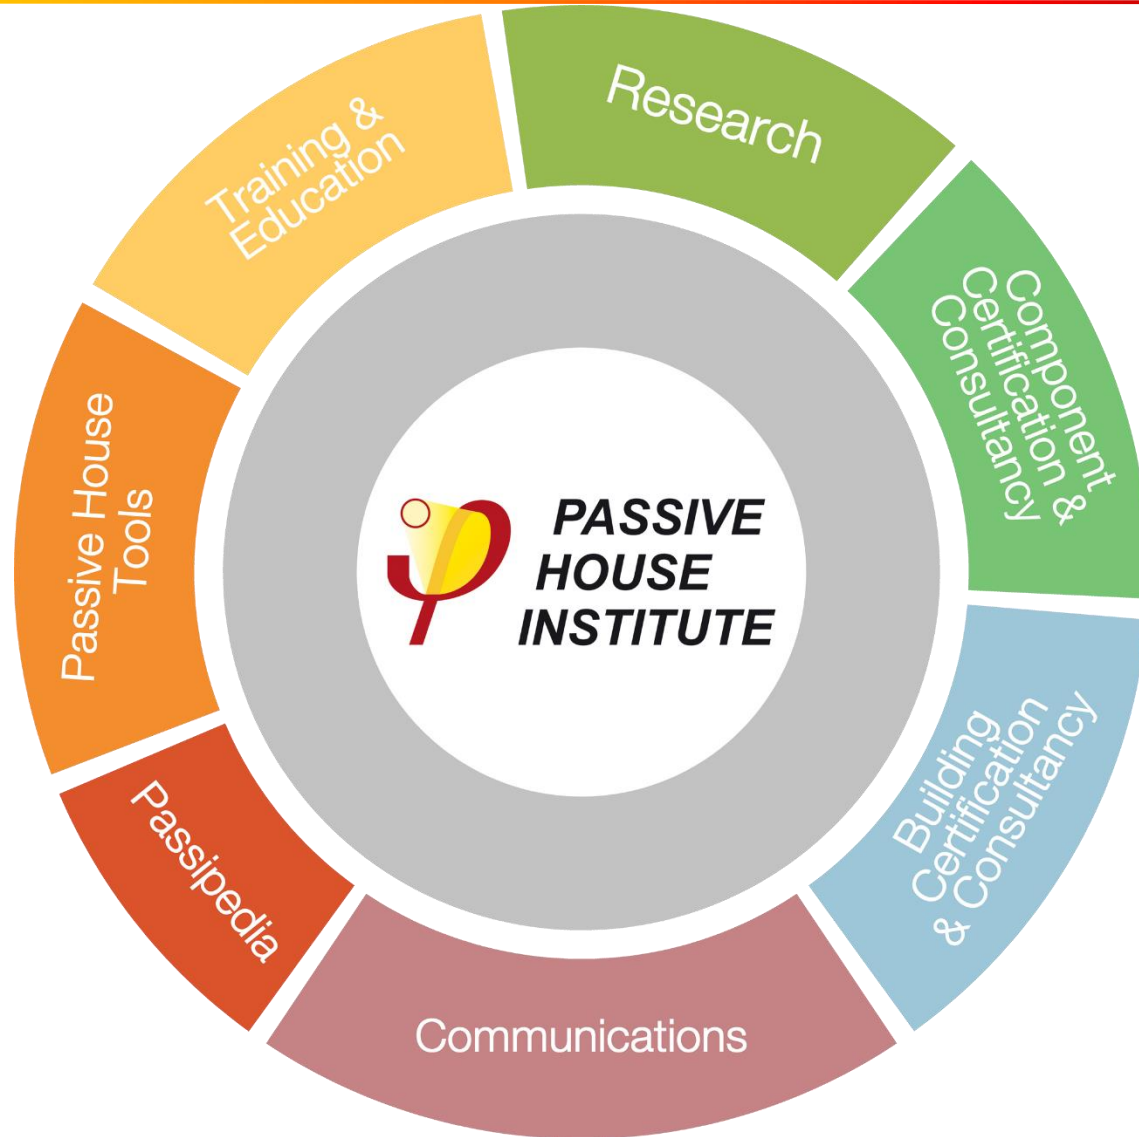 Research
Component
Certification &
Consultancy
Building
Certification
& Consultancy
Communications
Passipedia
Passive House
Tools
Training &
Education
PASSIVE
HOUSE
INSTITUTE